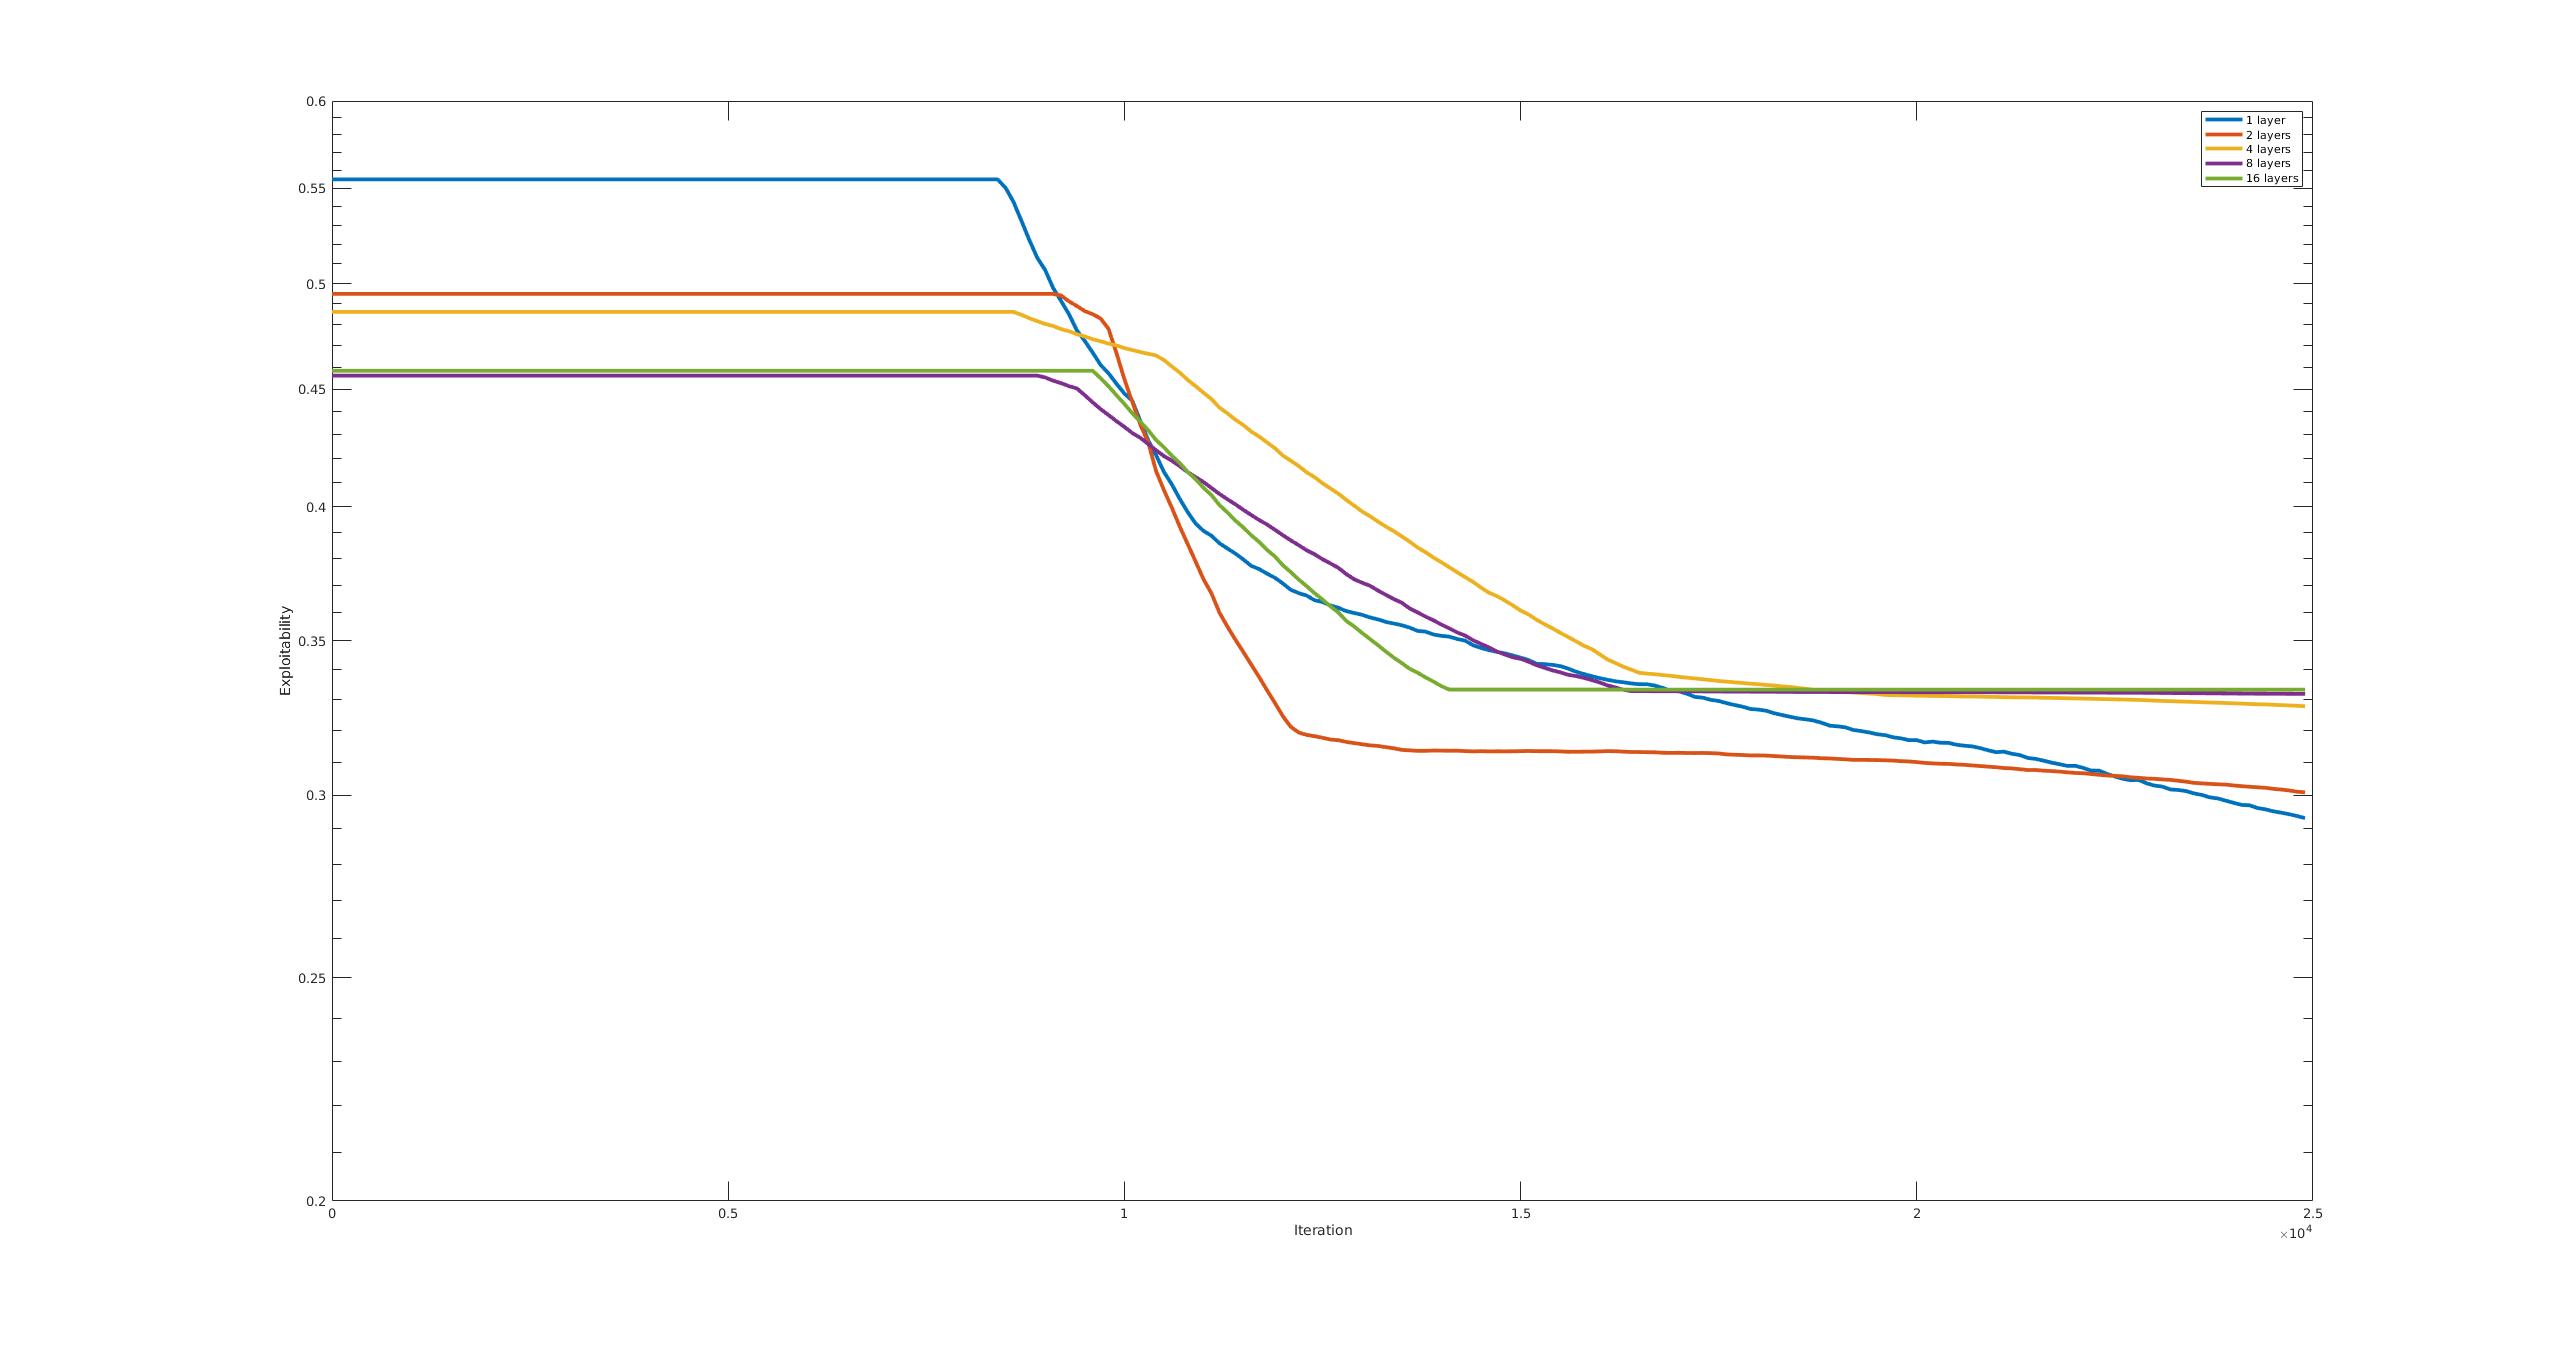 0.6
0.55
0.5
0.45
0.4
0.35
0.3
0.25
0.2
Exploitability
0
0.5
1
1.5
2
2.5
×10⁴
Iteration
1 layer
2 layers
4 layers
8 layers
16 layers